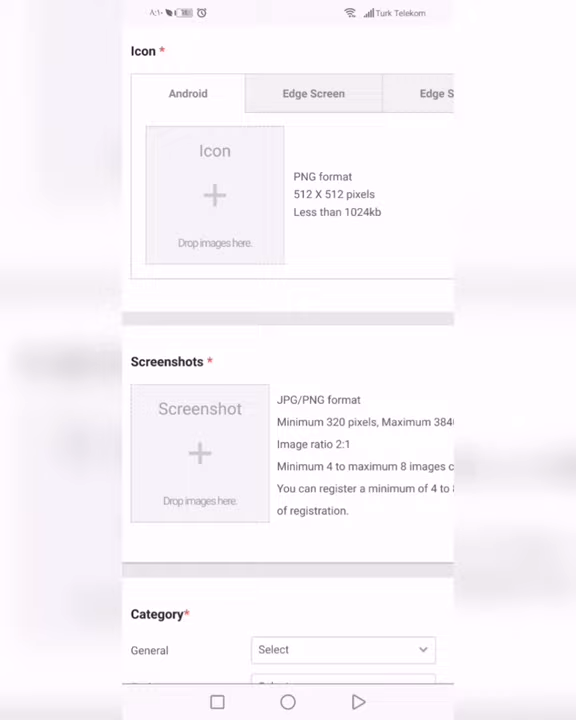 ٨:١٠
Turk Telekom
Icon *
Android
Edge Screen
Edge S
Icon
Drop images here.
PNG format
512 X 512 pixels
Less than 1024kb
Screenshots *
Screenshot
Drop images here.
JPG/PNG format
Minimum 320 pixels, Maximum 384
Image ratio 2:1
Minimum 4 to maximum 8 images c
You can register a minimum of 4 to
of registration.
Category*
General
Select